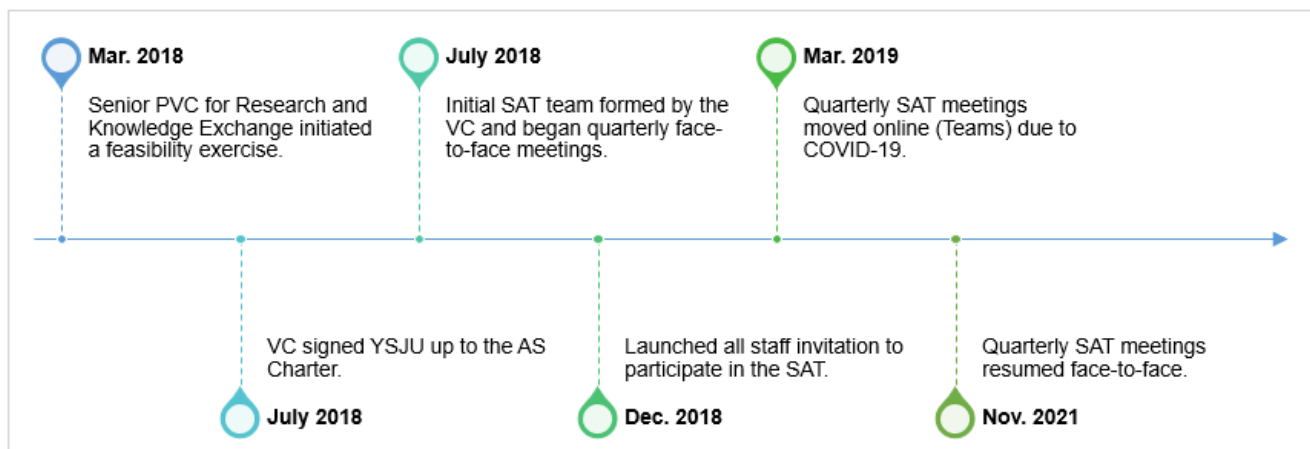 Mar. 2018
Senior PVC for Research and
Knowledge Exchange initiated
a feasibility exercise.
July 2018
Initial SAT team formed by the
VC and began quarterly face-
to-face meetings.
Mar. 2019
Quarterly SAT meetings
moved online (Teams) due to
COVID-19.
VC signed YSJU up to the AS
Charter.
July 2018
Launched all staff invitation to
participate in the SAT.
Dec. 2018
Quarterly SAT meetings
resumed face-to-face.
Nov. 2021